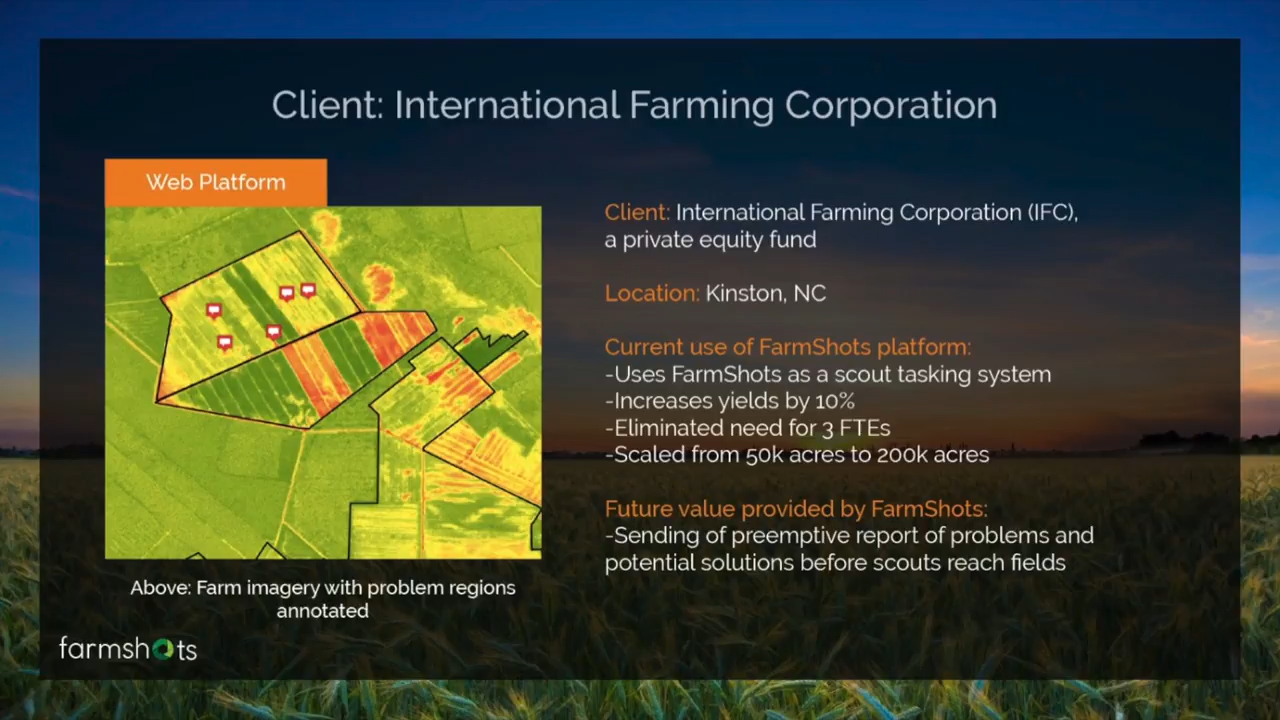 Client: International Farming Corporation
Web Platform
Above: Farm imagery with problem regions
annotated
Client: International Farming Corporation (IFC),
a private equity fund
Location: Kinston, NC
Current use of FarmShots platform:
-Uses FarmShots as a scout tasking system
-Increases yields by 10%
-Eliminated need for 3 FTEs
-Scaled from 50k acres to 200k acres
Future value provided by FarmShots:
-Sending of preemptive report of problems and
potential solutions before scouts reach fields
farmshots